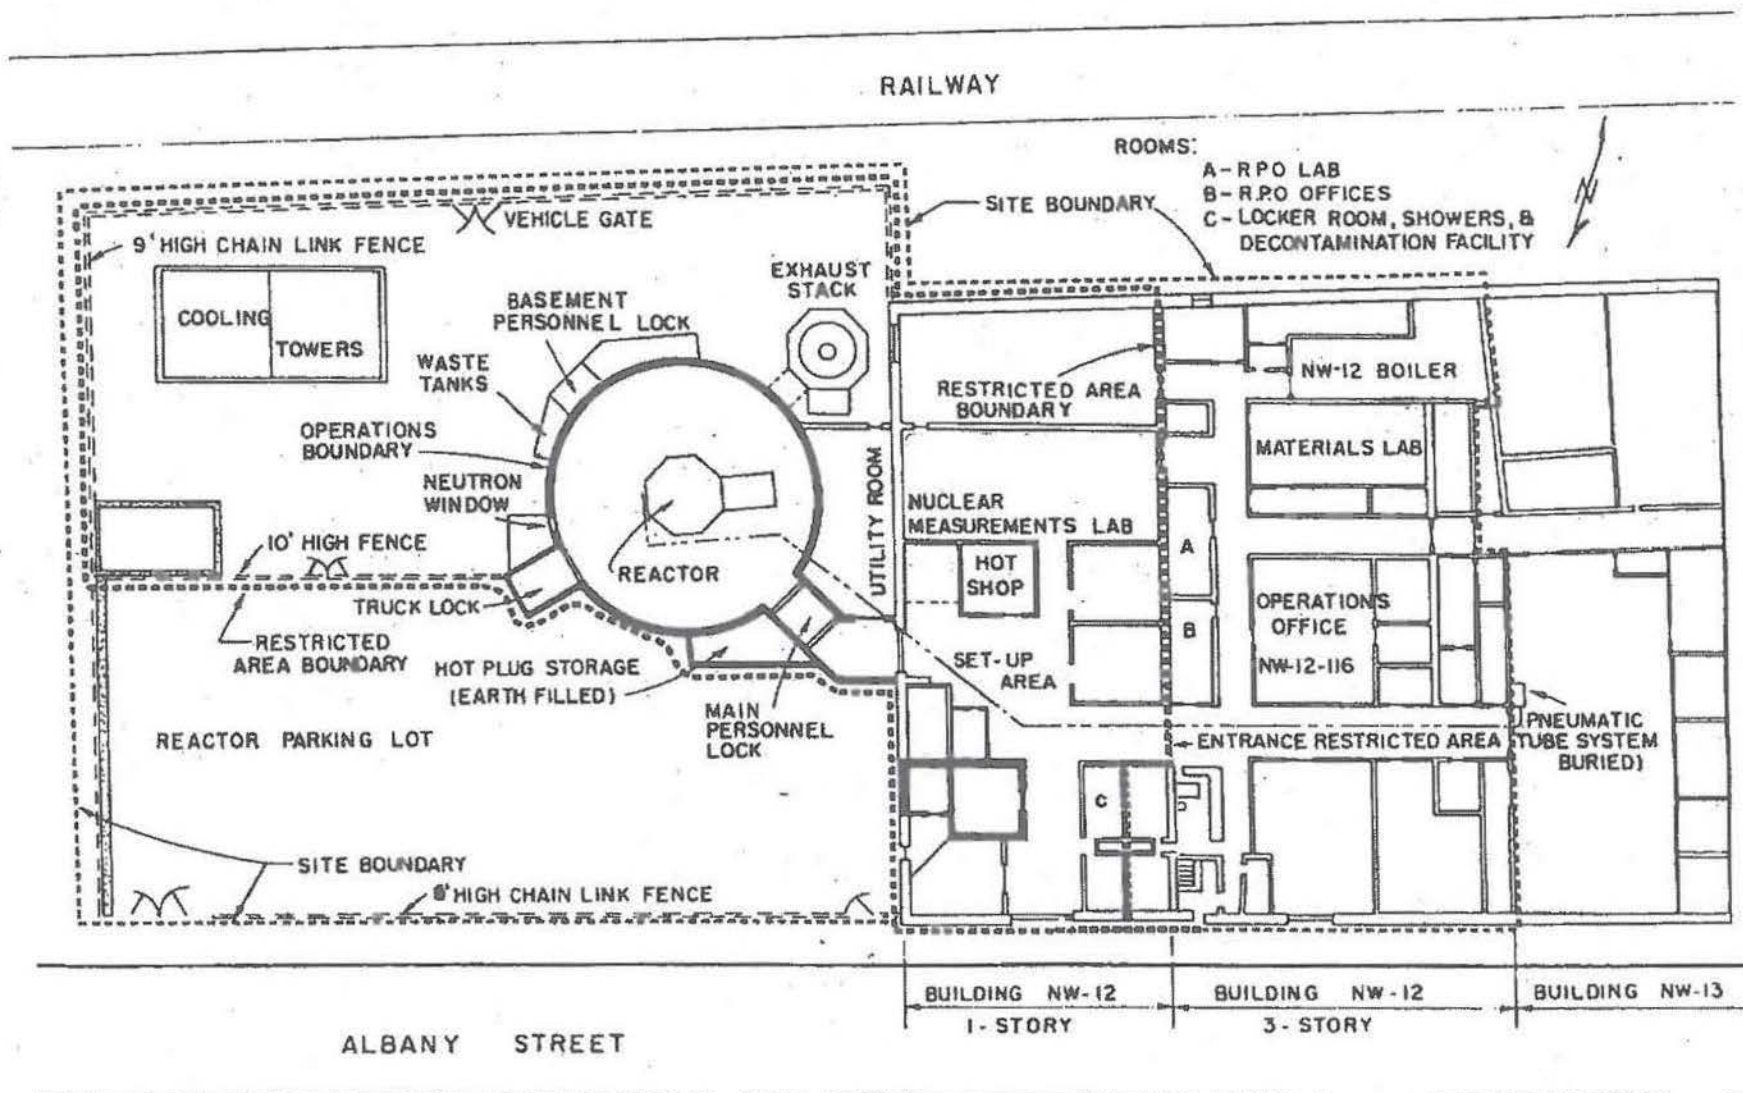 RAILWAY
ROOMS:
A-RPO LAB
B-R.P.O OFFICES
C-LOCKER ROOM, SHOWERS, &
DECONTAMINATION FACILITY
SITE BOUNDARY
N
VEHICLE GATE
9' HIGH CHAIN LINK FENCE
EXHAUST
STACK
BASEMENT
PERSONNEL LOCK
COOLING
TOWERS
WASTE
TANKS
NW-12 BOILER
RESTRICTED AREA
BOUNDARY
OPERATIONS
BOUNDARY
MATERIALS LAB
NEUTRON
WINDOW
UTILITY ROOM
NUCLEAR
MEASUREMENTS LAB
10' HIGH FENCE
A
HOT
SHOP
REACTOR
TRUCK LOCK
OPERATIONS
OFFICE
NW-12-116
B
RESTRICTED
AREA BOUNDARY
HOT PLUG STORAGE
(EARTH FILLED)
SET-UP
AREA
MAIN
PERSONNEL
LOCK
REACTOR PARKING LOT
ENTRANCE RESTRICTED AREA
PNEUMATIC
TUBE SYSTEM
BURIED)
C
SITE BOUNDARY
8' HIGH CHAIN LINK FENCE
BUILDING NW-12
1-STORY
BUILDING NW-12
3-STORY
BUILDING NW-13
ALBANY STREET